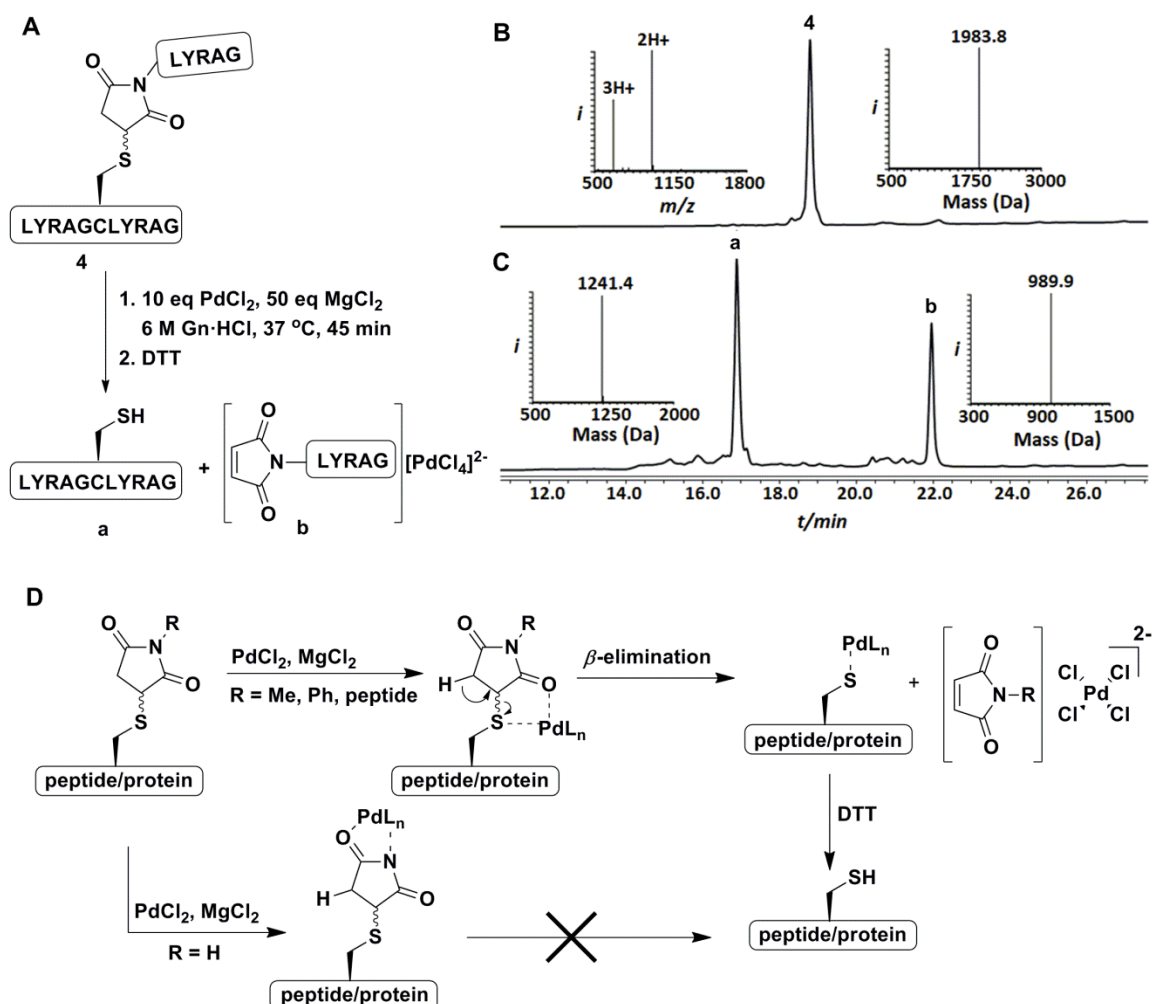 A
O
N
LYRAG
O
S
LYRAGCLYRAG
4
1. 10 eq PdCl2, 50 eq MgCl2
6 M Gn·HCl, 37 ºC, 45 min
2. DTT
SH
LYRAGCLYRAG
a
+
O
N
LYRAG
O
b
[PdCl4]2-
B
4
2H+
3H+
i
500 1150 1800
m/z
1983.8
i
500 1750 3000
Mass (Da)
C
a
1241.4
i
500 1250 2000
Mass (Da)
b
989.9
i
300 900 1500
Mass (Da)
12.0 14.0 16.0 18.0 20.0 22.0 24.0 26.0
t/min
D
R
O
N
O
S
peptide/protein
PdCl2, MgCl2
R = Me, Ph, peptide
R
O
N
H
O
S
PdLn
peptide/protein
β-elimination
PdLn
S
peptide/protein
+
O
N-R
O
2-
Cl Cl
Pd
Cl Cl
DTT
SH
peptide/protein
PdCl2, MgCl2
R = H
PdLn
O
N
H
O
S
peptide/protein